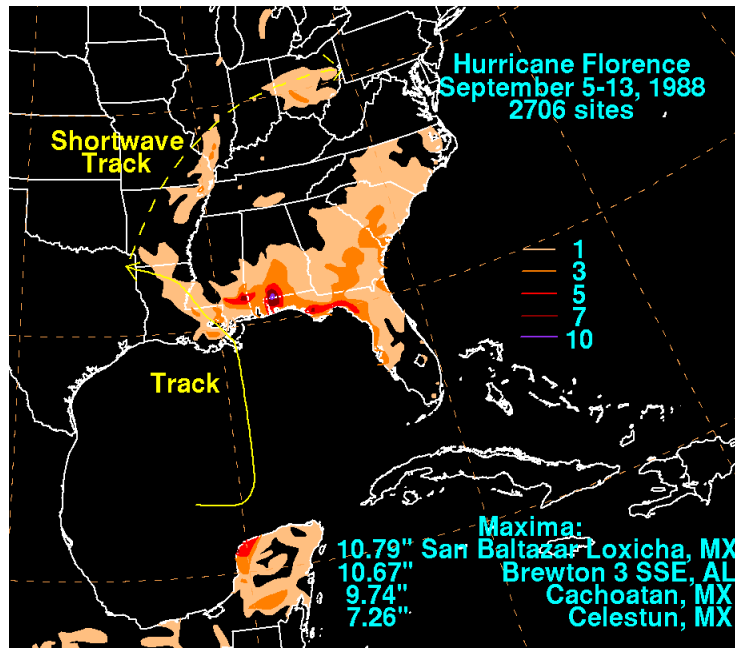 Hurricane Florence
September 5-13, 1988
2706 sites
Shortwave
Track
1
3
5
7
10
Track
Maxima:
10.79" San Baltazar Loxicha, MX
10.67" Brewton 3 SSE, AL
9.74" Cachoatan, MX
7.26" Celestun, MX